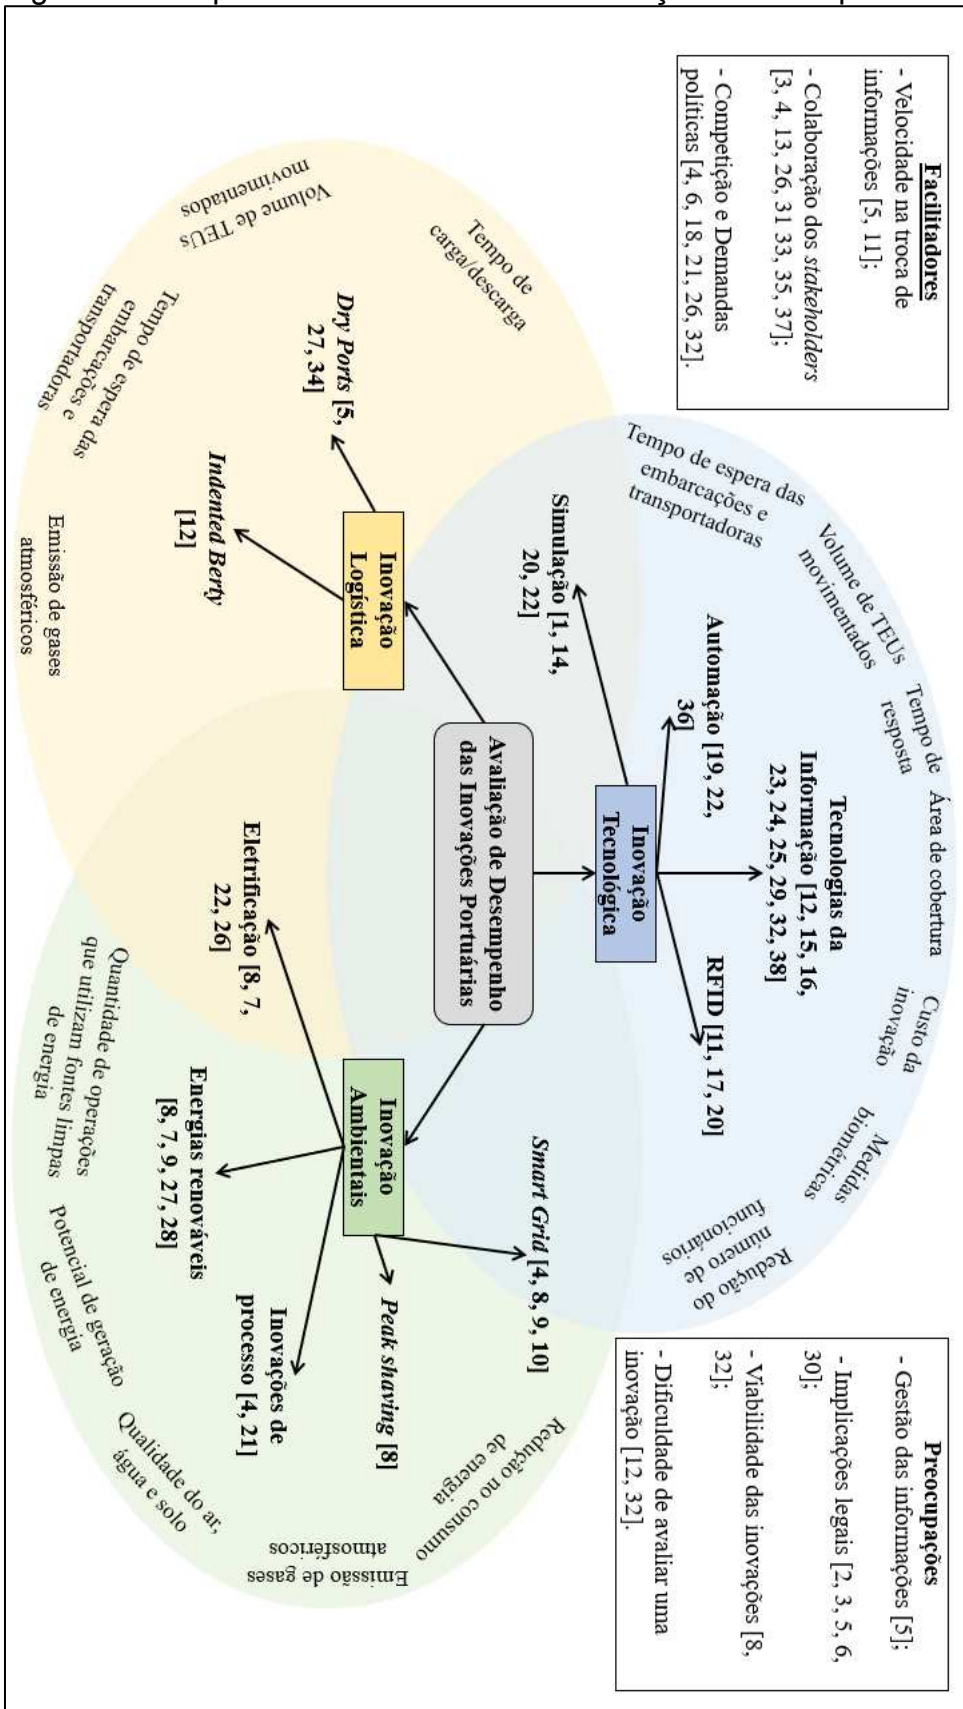 Facilitadores
- Velocidade na troca de
informações [5, 11];
- Colaboração dos stakeholders
[3, 4, 13, 26, 31 33, 35, 37];
- Competição e Demandas
políticas [4, 6, 18, 21, 26, 32].
Preocupações
- Gestão das informações [5];
- Implicações legais [2, 3, 5, 6,
30];
- Viabilidade das inovações [8,
32];
- Dificuldade de avaliar uma
inovação [12, 32].
Tempo de espera das
embarcações e
transportadoras
Volume de TEUs
movimentados
Tempo de
resposta
Área de cobertura
Custo da
inovação
Medidas
biométricas
Redução do
número de
funcionários
Simulação [1, 14,
20, 22]
Automação [19, 22,
36]
Tecnologias da
Informação [12, 15, 16,
23, 24, 25, 29, 32, 38]
RFID [11, 17, 20]
Inovação
Tecnológica
Avaliação de Desempenho
das Inovações Portuárias
Inovação
Logística
Dry Ports [5,
27, 34]
Indented Berty
[12]
Tempo de
carga/descarga
Volume de TEUs
movimentados
Tempo de espera das
embarcações e
transportadoras
Emissão de gases
atmosféricos
Inovação
Ambientais
Smart Grid [4, 8, 9, 10]
Peak shaving [8]
Inovações de
processo [4, 21]
Energias renováveis
[8, 7, 9, 27, 28]
Eletrificação [8, 7,
22, 26]
Redução no consumo
de energia
Emissão de gases
atmosféricos
Qualidade do ar,
água e solo
Potencial de geração
de energia
Quantidade de operações
que utilizam fontes limpas
de energia